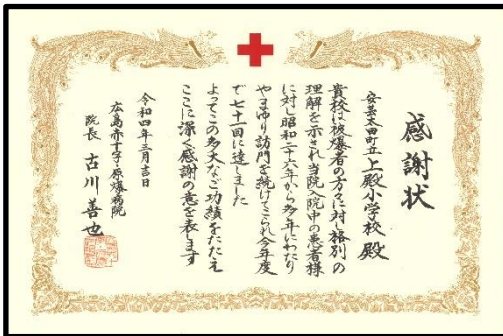 感謝状
安芸太田町立上殿小学校 殿
貴校は被爆者の方々に対し格別の
理解を示され当院入院中の患者様
に対し昭和二十六年から多年にわたり
やまゆり訪問を続けてこられ今年度
で七十一回に達しました
よってこの多大なご功績をたたえ
ここに深く感謝の意を表します
令和四年三月吉日
広島赤十字・原爆病院
院長 古川善也